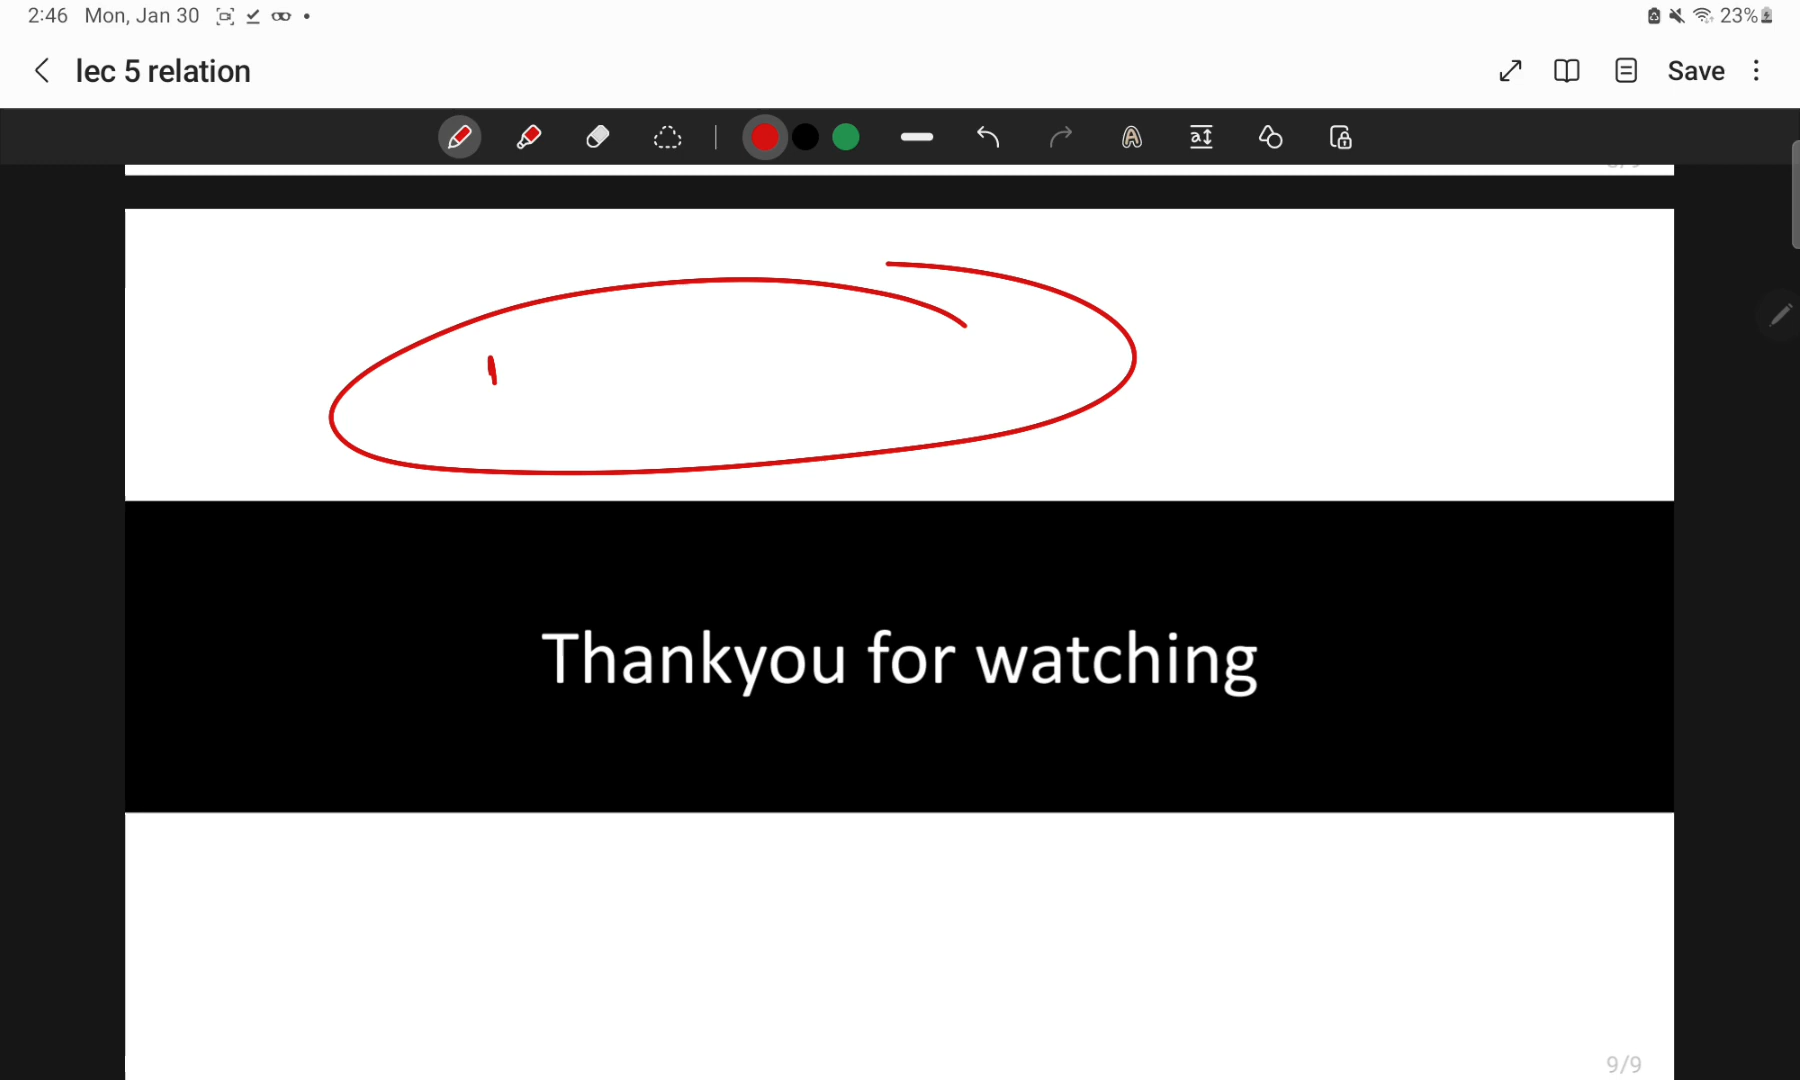 2:46 Mon, Jan 30
23%
lec 5 relation
Save
Thankyou for watching
9/9